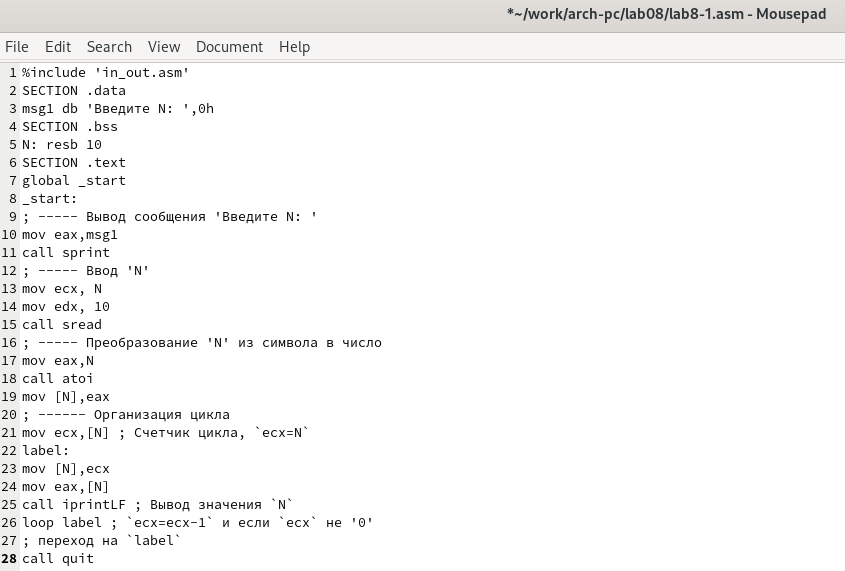 *~/work/arch-pc/lab08/lab8-1.asm - Mousepad
File Edit Search View Document Help
1 %include 'in_out.asm'
2 SECTION .data
3 msg1 db 'Введите N: ',0h
4 SECTION .bss
5 N: resb 10
6 SECTION .text
7 global _start
8 _start:
9 ; ----- Вывод сообщения 'Введите N: '
10 mov eax,msg1
11 call sprint
12 ; ----- Ввод 'N'
13 mov ecx, N
14 mov edx, 10
15 call sread
16 ; ----- Преобразование 'N' из символа в число
17 mov eax,N
18 call atoi
19 mov [N],eax
20 ; ------ Организация цикла
21 mov ecx,[N] ; Счетчик цикла, `ecx=N`
22 label:
23 mov [N],ecx
24 mov eax,[N]
25 call iprintLF ; Вывод значения `N`
26 loop label ; `ecx=ecx-1` и если `ecx` не '0'
27 ; переход на `label`
28 call quit